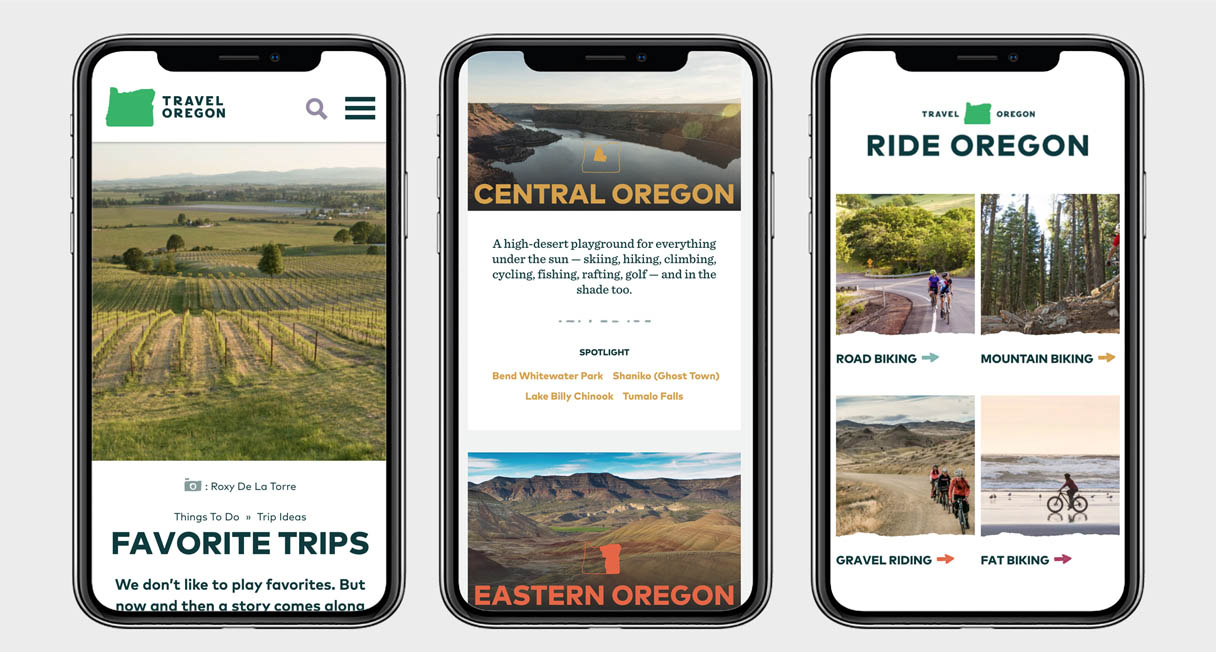 TRAVEL
OREGON
: Roxy De La Torre
Things To Do » Trip Ideas
FAVORITE TRIPS
We don’t like to play favorites. But
now and then a story comes along
CENTRAL OREGON
A high-desert playground for everything
under the sun — skiing, hiking, climbing,
cycling, fishing, rafting, golf — and in the
shade too.
SPOTLIGHT
Bend Whitewater Park Shaniko (Ghost Town)
Lake Billy Chinook Tumalo Falls
EASTERN OREGON
TRAVEL OREGON
RIDE OREGON
ROAD BIKING
MOUNTAIN BIKING
GRAVEL RIDING
FAT BIKING